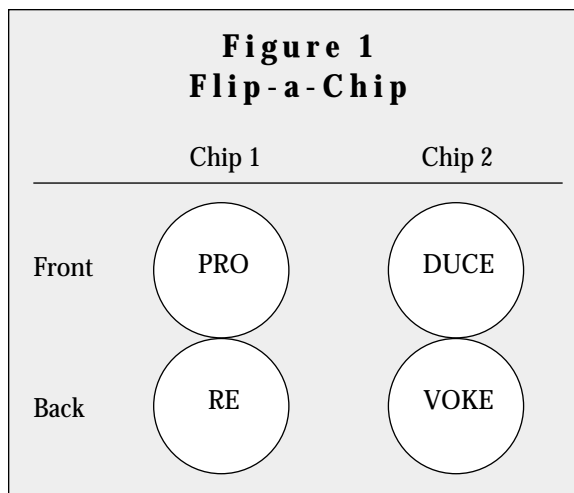 Figure 1
Flip-a-Chip
Chip 1 Chip 2
Front PRO DUCE
Back RE VOKE